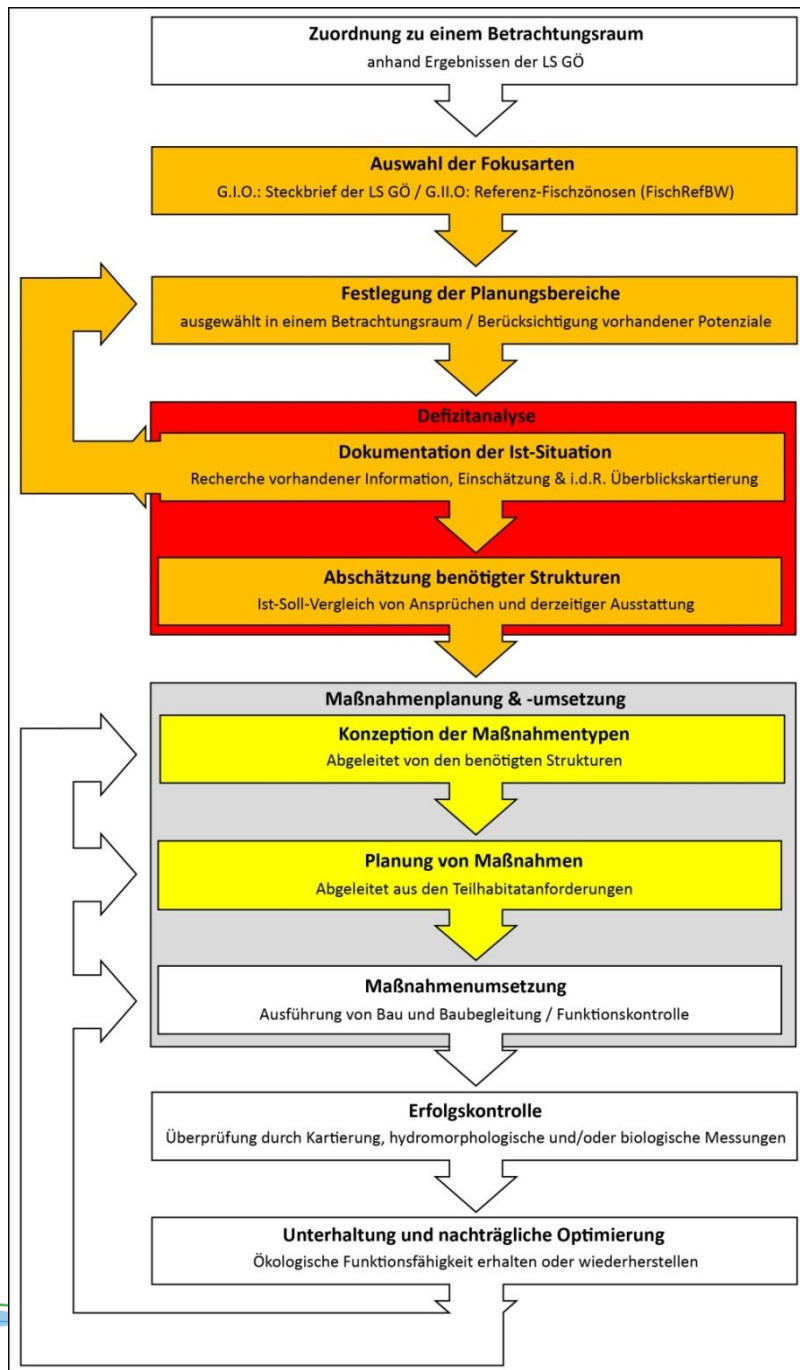 Zuordnung zu einem Betrachtungsraum
anhand Ergebnissen der LS GÖ
Auswahl der Fokusarten
G.I.O.: Steckbrief der LS GÖ / G.II.O: Referenz-Fischzönosen (FischRefBW)
Festlegung der Planungsbereiche
ausgewählt in einem Betrachtungsraum / Berücksichtigung vorhandener Potenziale
Defizitanalyse
Dokumentation der Ist-Situation
Recherche vorhandener Information, Einschätzung & i.d.R. Überblickskartierung
Abschätzung benötigter Strukturen
Ist-Soll-Vergleich von Ansprüchen und derzeitiger Ausstattung
Maßnahmenplanung & -umsetzung
Konzeption der Maßnahmentypen
Abgeleitet von den benötigten Strukturen
Planung von Maßnahmen
Abgeleitet aus den Teilhabitatanforderungen
Maßnahmenumsetzung
Ausführung von Bau und Baubegleitung / Funktionskontrolle
Erfolgskontrolle
Überprüfung durch Kartierung, hydromorphologische und/oder biologische Messungen
Unterhaltung und nachträgliche Optimierung
Ökologische Funktionsfähigkeit erhalten oder wiederherstellen